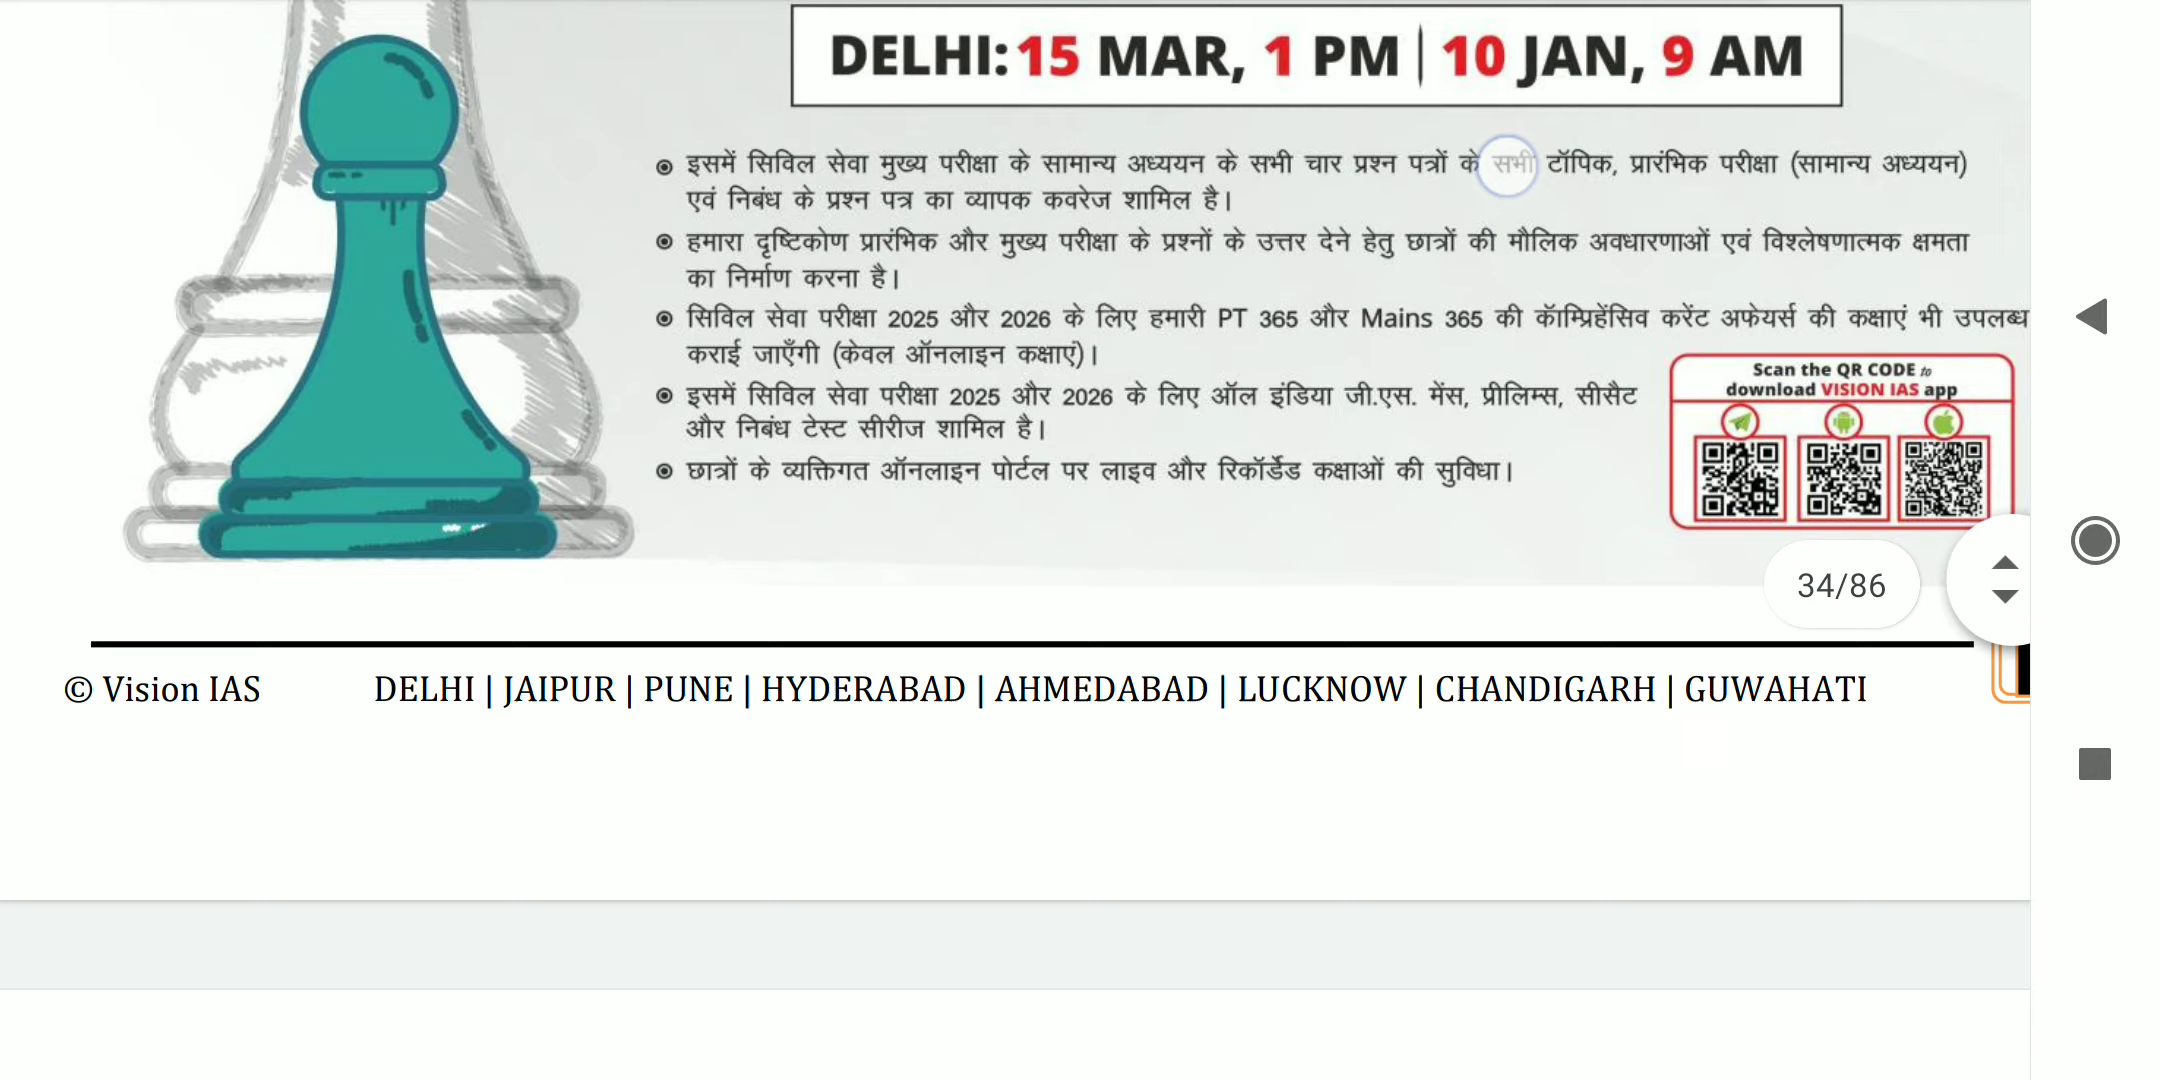 DELHI: 15 MAR, 1 PM | 10 JAN, 9 AM
इसमें सिविल सेवा मुख्य परीक्षा के सामान्य अध्ययन के सभी चार प्रश्न पत्रों के सभी टॉपिक, प्रारंभिक परीक्षा (सामान्य अध्ययन)
एवं निबंध के प्रश्न पत्र का व्यापक कवरेज शामिल है।
हमारा दृष्टिकोण प्रारंभिक और मुख्य परीक्षा के प्रश्नों के उत्तर देने हेतु छात्रों की मौलिक अवधारणाओं एवं विश्लेषणात्मक क्षमता
का निर्माण करना है।
सिविल सेवा परीक्षा 2025 और 2026 के लिए हमारी PT 365 और Mains 365 की कॉम्प्रिहेंसिव करेंट अफेयर्स की कक्षाएं भी उपलब्ध
कराई जाएँगी (केवल ऑनलाइन कक्षाएं)।
इसमें सिविल सेवा परीक्षा 2025 और 2026 के लिए ऑल इंडिया जी.एस. मेंस, प्रीलिम्स, सीसैट
और निबंध टेस्ट सीरीज शामिल है।
छात्रों के व्यक्तिगत ऑनलाइन पोर्टल पर लाइव और रिकॉर्डेड कक्षाओं की सुविधा।
Scan the QR CODE to
download VISION IAS app
34/86
© Vision IAS DELHI | JAIPUR | PUNE | HYDERABAD | AHMEDABAD | LUCKNOW | CHANDIGARH | GUWAHATI